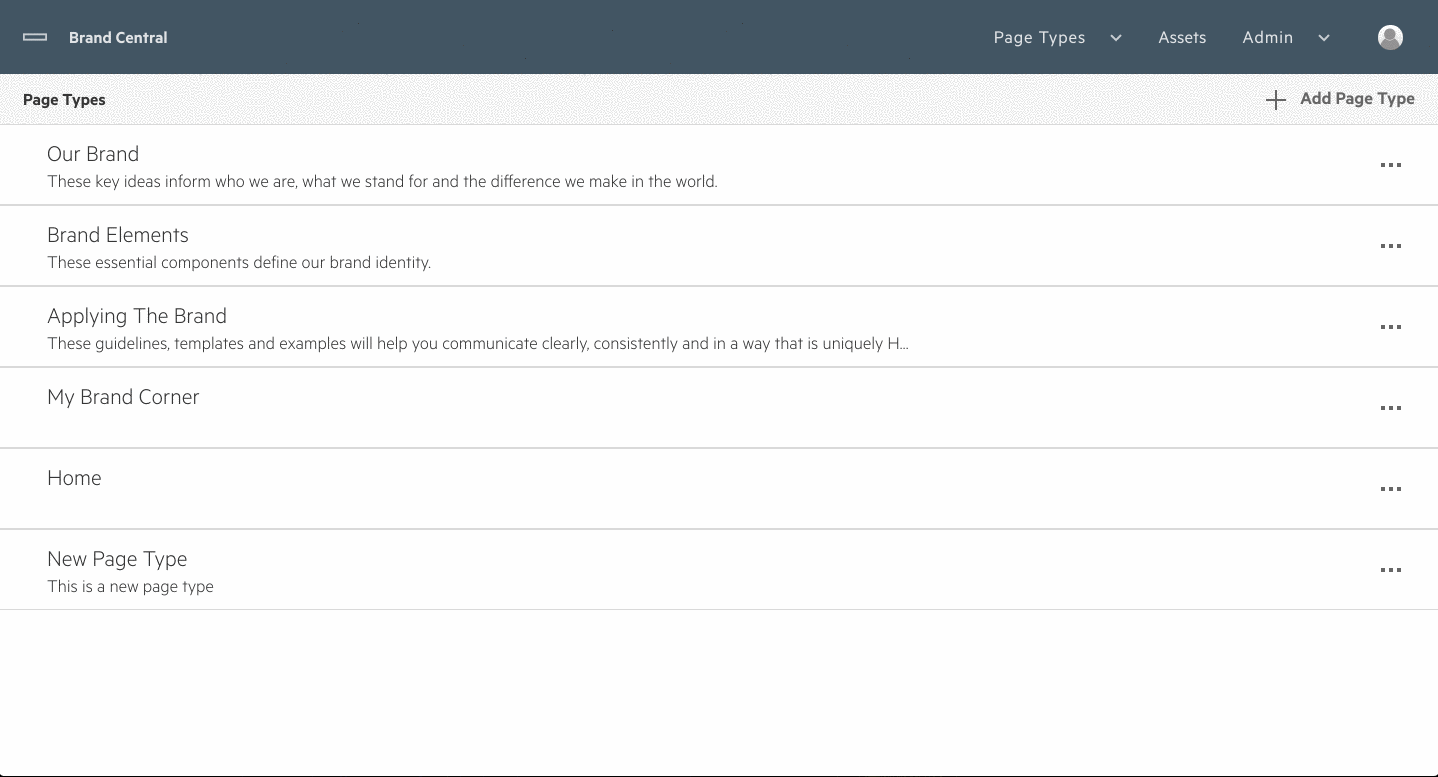 Brand Central Page Types Assets Admin
Page Types Add Page Type
Our Brand
These key ideas inform who we are, what we stand for and the difference we make in the world.
Brand Elements
These essential components define our brand identity.
Applying The Brand
These guidelines, templates and examples will help you communicate clearly, consistently and in a way that is uniquely H...
My Brand Corner
Home
New Page Type
This is a new page type